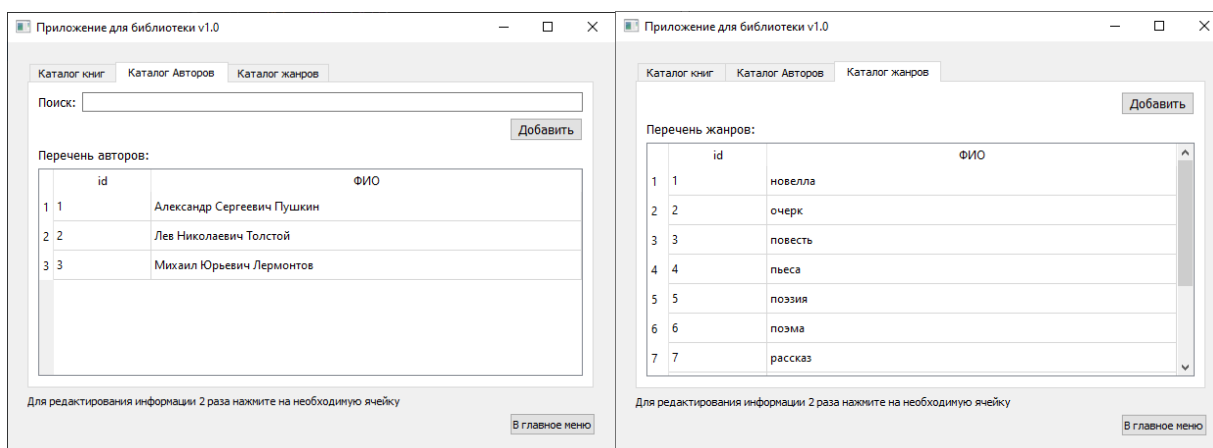 Приложение для библиотеки v1.0
Каталог книг Каталог Авторов Каталог жанров
Поиск:
Добавить
Перечень авторов:
id ФИО
1 1 Александр Сергеевич Пушкин
2 2 Лев Николаевич Толстой
3 3 Михаил Юрьевич Лермонтов
Для редактирования информации 2 раза нажмите на необходимую ячейку
В главное меню
Приложение для библиотеки v1.0
Каталог книг Каталог Авторов Каталог жанров
Добавить
Перечень жанров:
id ФИО
1 1 новелла
2 2 очерк
3 3 повесть
4 4 пьеса
5 5 поэзия
6 6 поэма
7 7 рассказ
Для редактирования информации 2 раза нажмите на необходимую ячейку
В главное меню